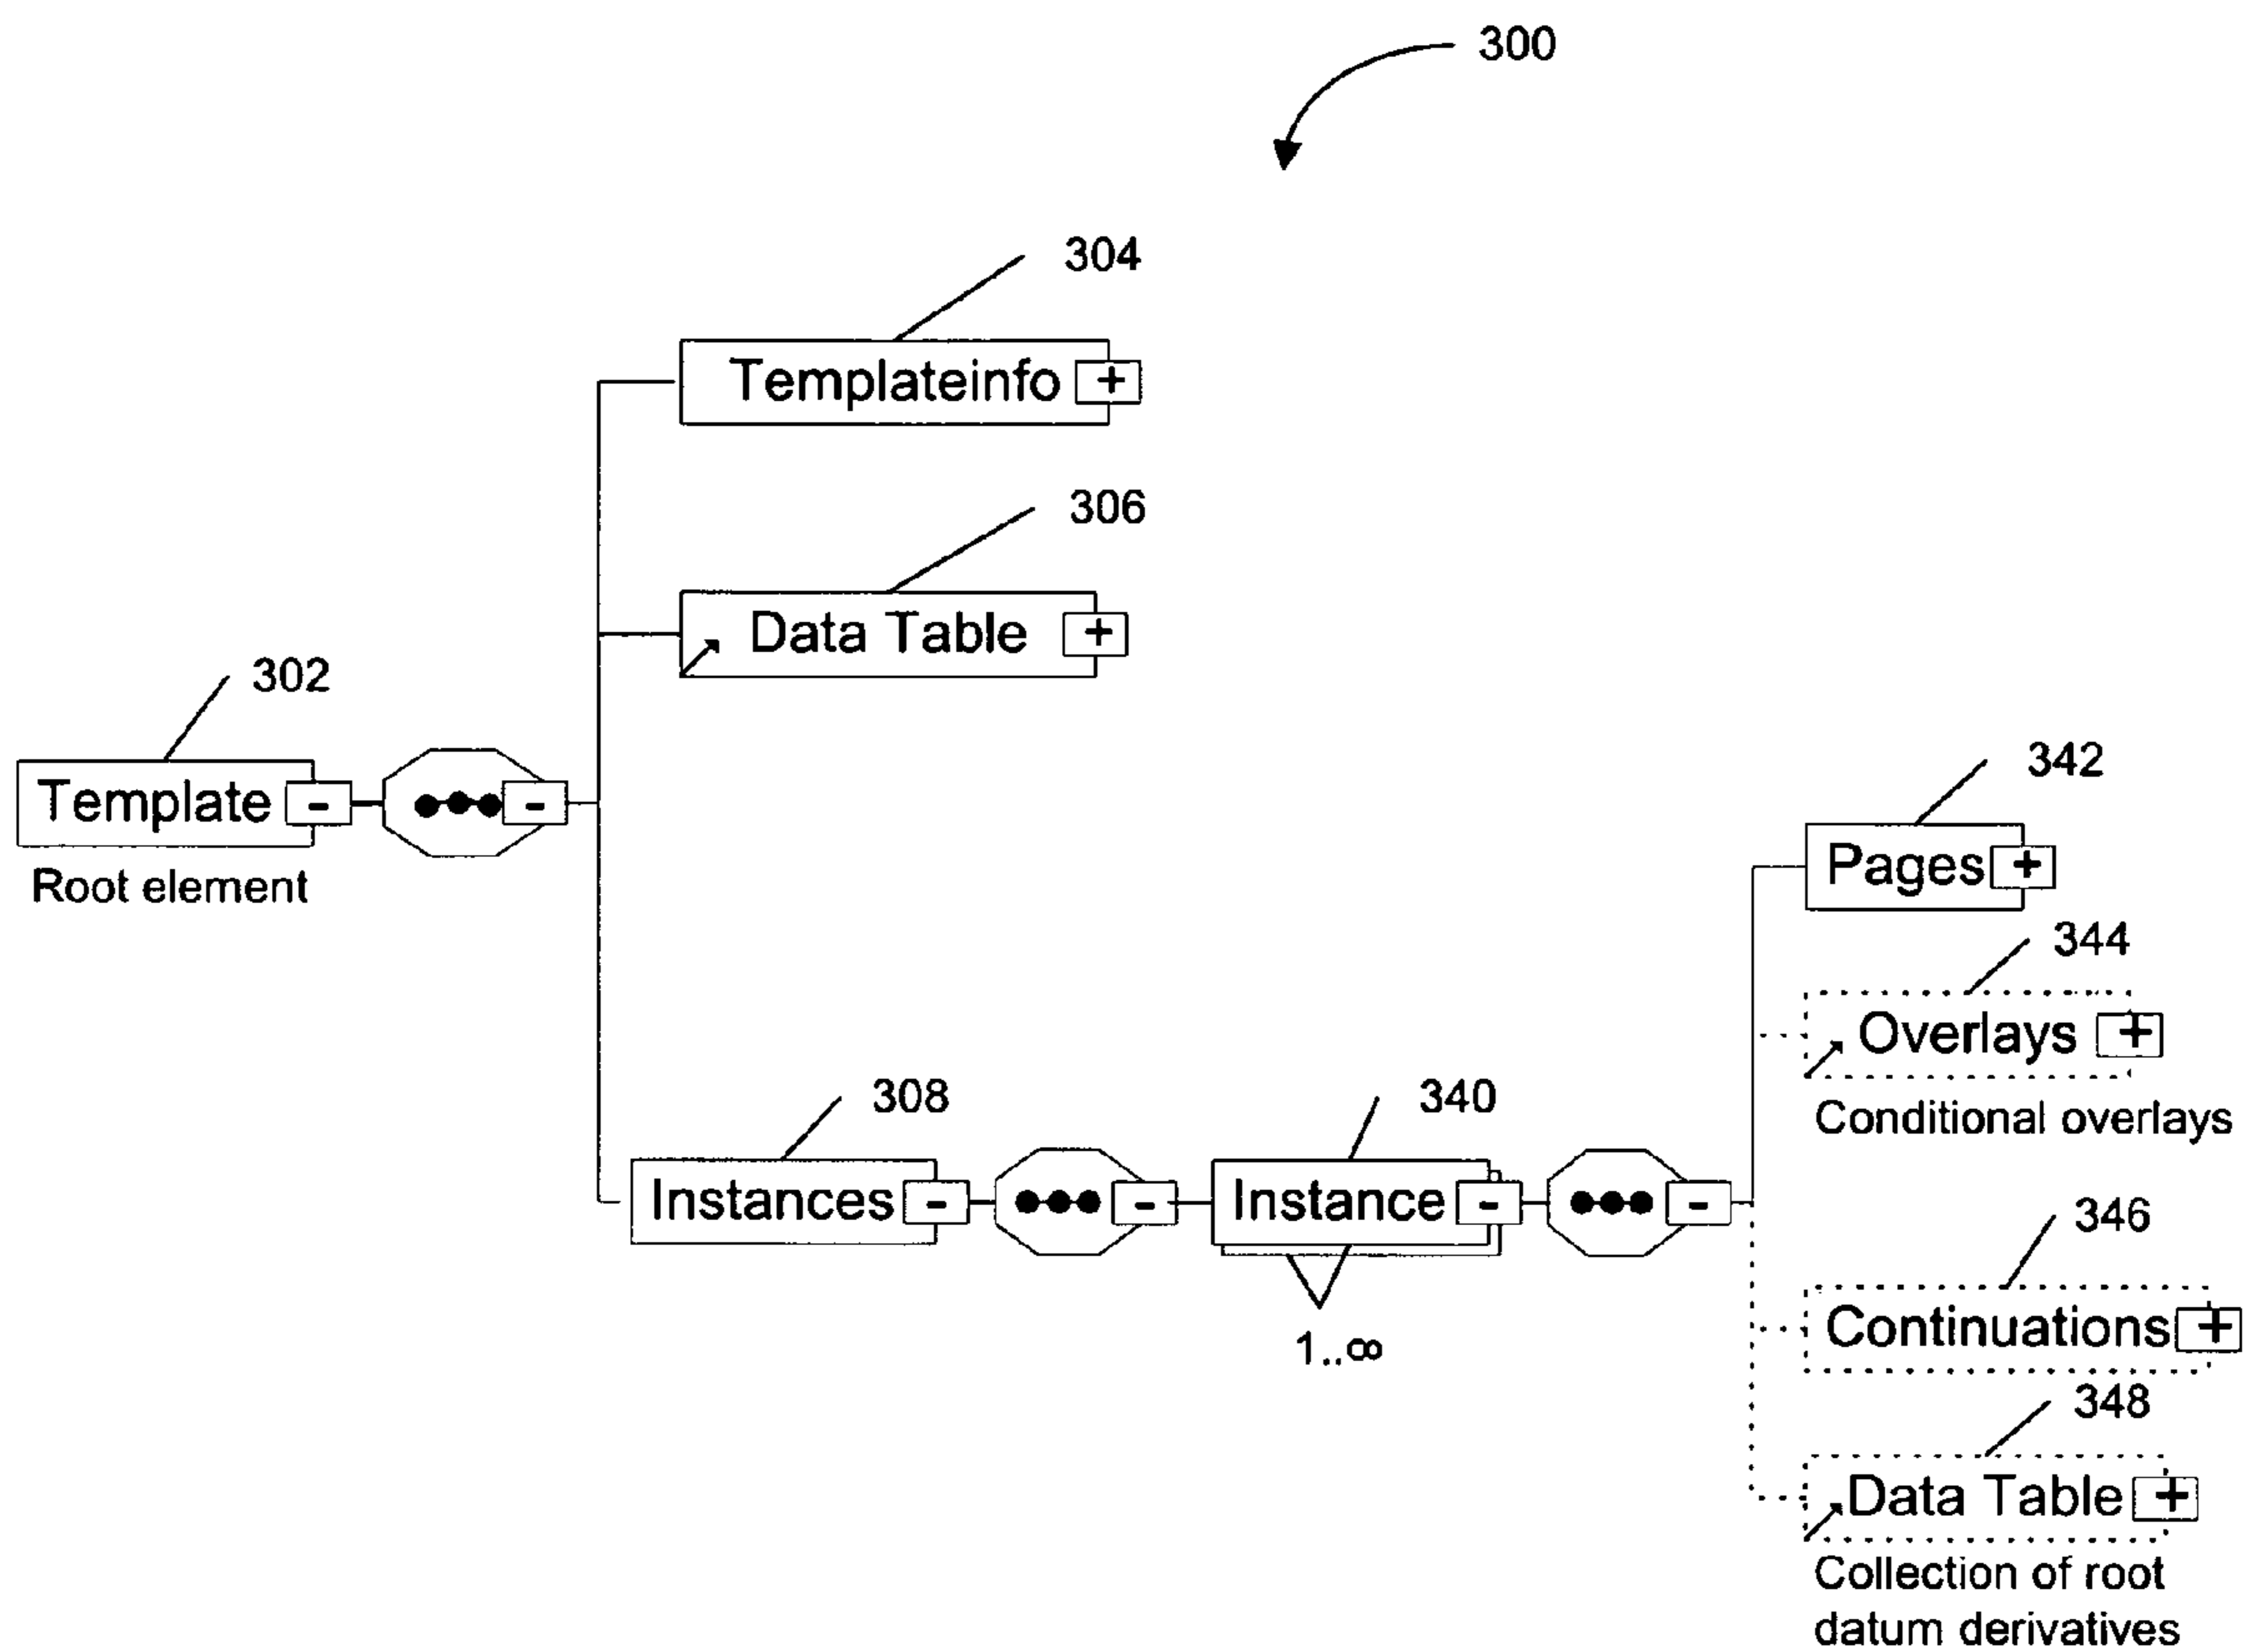 300
304
Templateinfo +
306
Data Table +
302
Template - -
Root element
342
Pages +
344
Overlays +
Conditional overlays
308
340
Instances - - Instance - -
1..∞
346
Continuations +
348
Data Table +
Collection of root
datum derivatives